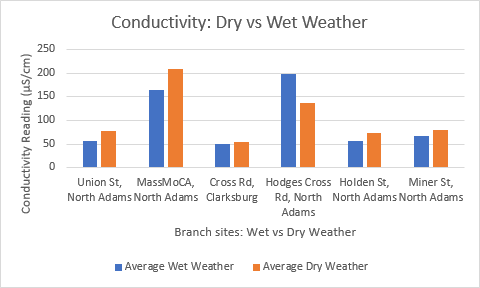 Conductivity: Dry vs Wet Weather
Conductivity Reading (µS/cm)
250
200
150
100
50
0
Union St, North Adams
MassMoCA, North Adams
Cross Rd, Clarksburg
Hodges Cross Rd, North Adams
Holden St, North Adams
Miner St, North Adams
Branch sites: Wet vs Dry Weather
Average Wet Weather
Average Dry Weather